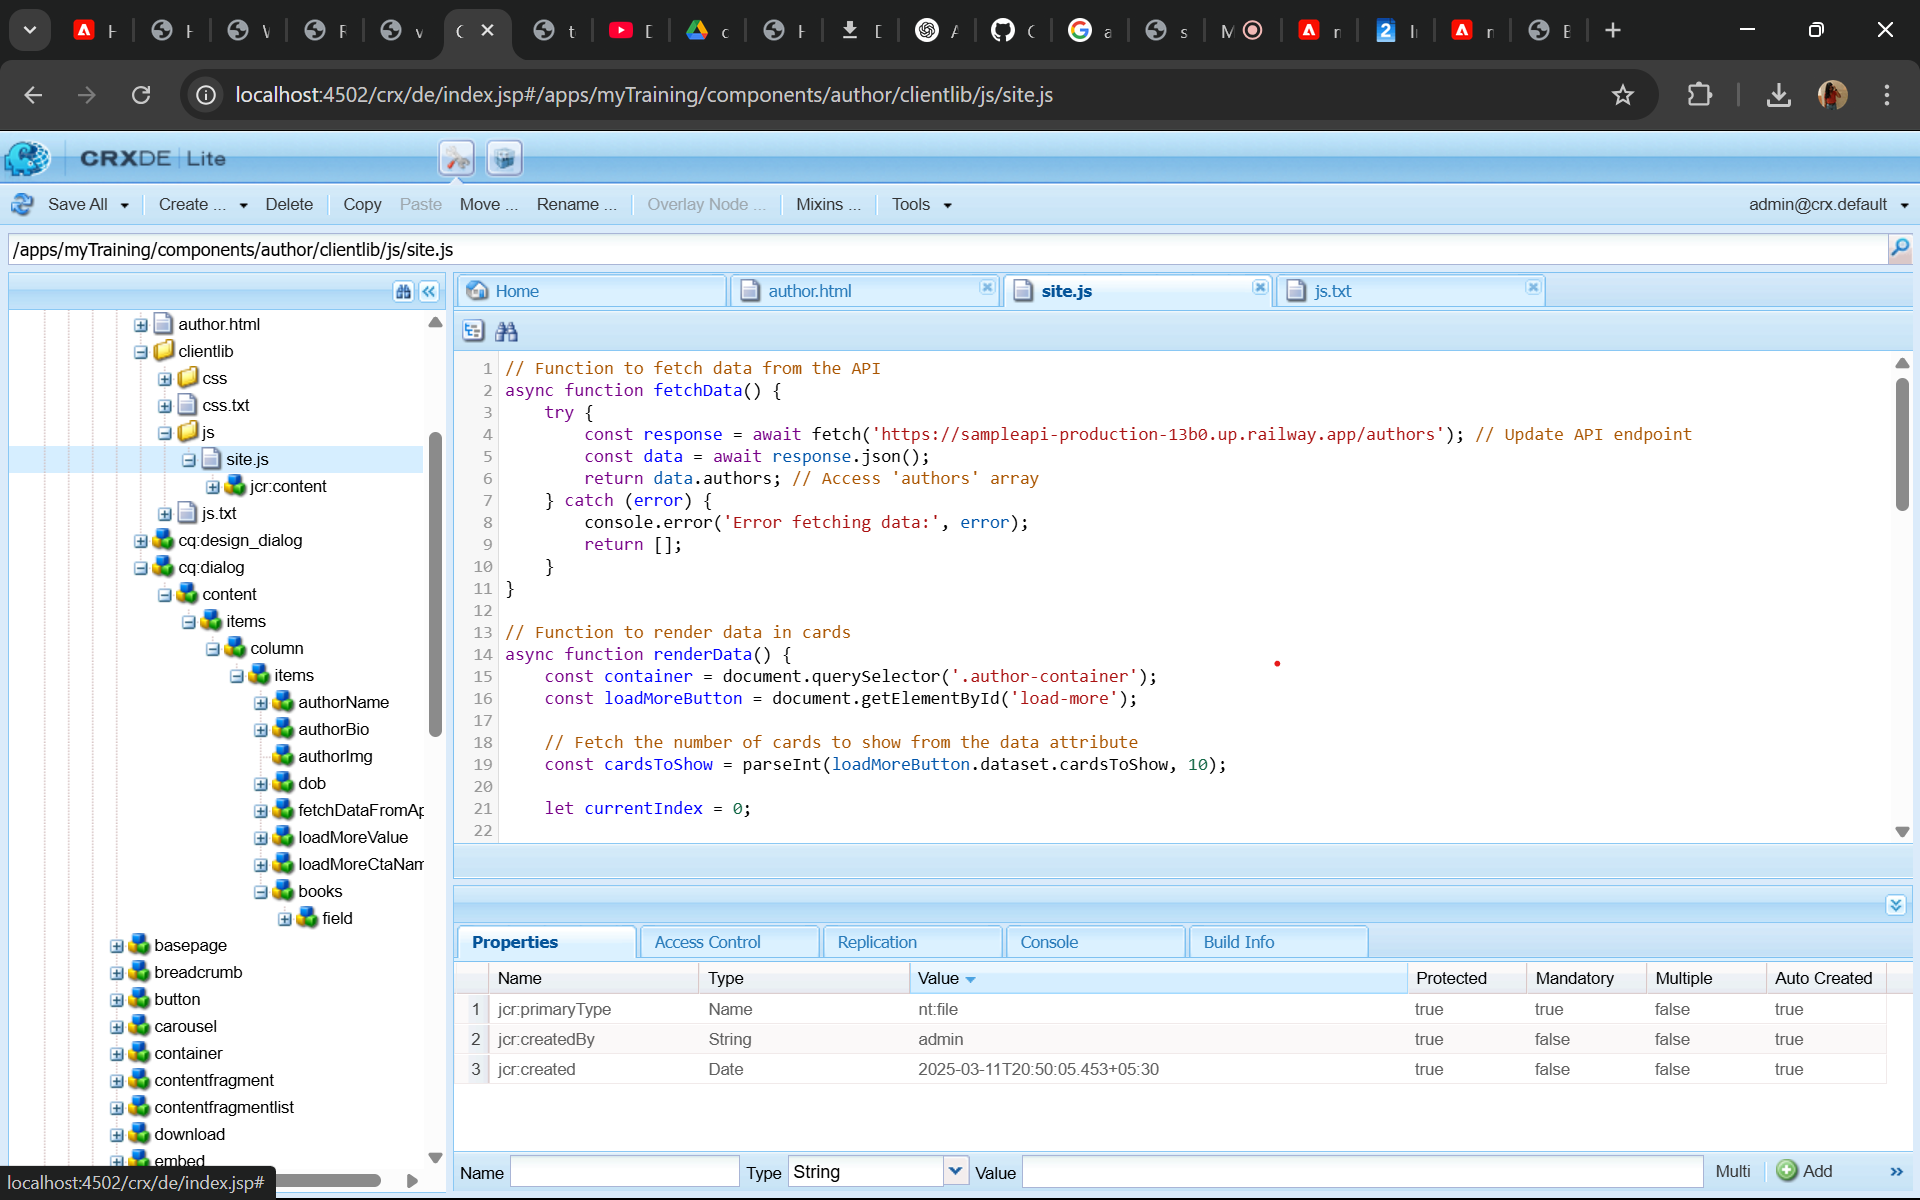 localhost:4502/crx/de/index.jsp#/apps/myTraining/components/author/clientlib/js/site.js
CRXDE | Lite
Save All
Create ...
Delete
Copy
Paste
Move ...
Rename ...
Overlay Node ...
Mixins ...
Tools
admin@crx.default
/apps/myTraining/components/author/clientlib/js/site.js
Home
author.html
site.js
js.txt
author.html
clientlib
css
css.txt
js
site.js
jcr:content
js.txt
cq:design_dialog
cq:dialog
content
items
column
items
authorName
authorBio
authorImg
dob
fetchDataFromAp
loadMoreValue
loadMoreCtaNam
books
field
basepage
breadcrumb
button
carousel
container
contentfragment
contentfragmentlist
download
embed
localhost:4502/crx/de/index.jsp#
1 // Function to fetch data from the API
2 async function fetchData() {
3 try {
4 const response = await fetch('https://sampleapi-production-13b0.up.railway.app/authors'); // Update API endpoint
5 const data = await response.json();
6 return data.authors; // Access 'authors' array
7 } catch (error) {
8 console.error('Error fetching data:', error);
9 return [];
10 }
11 }
12
13 // Function to render data in cards
14 async function renderData() {
15 const container = document.querySelector('.author-container');
16 const loadMoreButton = document.getElementById('load-more');
17
18 // Fetch the number of cards to show from the data attribute
19 const cardsToShow = parseInt(loadMoreButton.dataset.cardsToShow, 10);
20
21 let currentIndex = 0;
22
Properties
Access Control
Replication
Console
Build Info
Name Type Value Protected Mandatory Multiple Auto Created
1 jcr:primaryType Name nt:file true true false true
2 jcr:createdBy String admin true false false true
3 jcr:created Date 2025-03-11T20:50:05.453+05:30 true false false true
Name Type String Value Multi Add